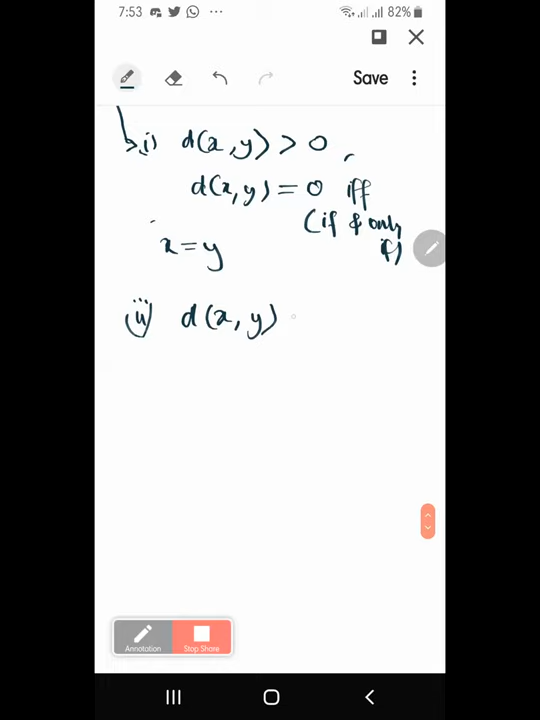 7:53
82%
Save
(i) d(x,y) > 0,
d(x,y) = 0 iff
(if & only
if)
x = y
(ii) d(x,y)
Annotation
Stop Share